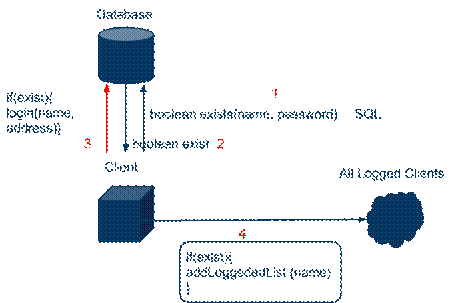 Database
1
if(exist){
login(name,
address)}
boolean exists(name, password) SQL
3
boolean exist 2
Client
All Logged Clients
4
if(exist){
addLoggededList (name)
}